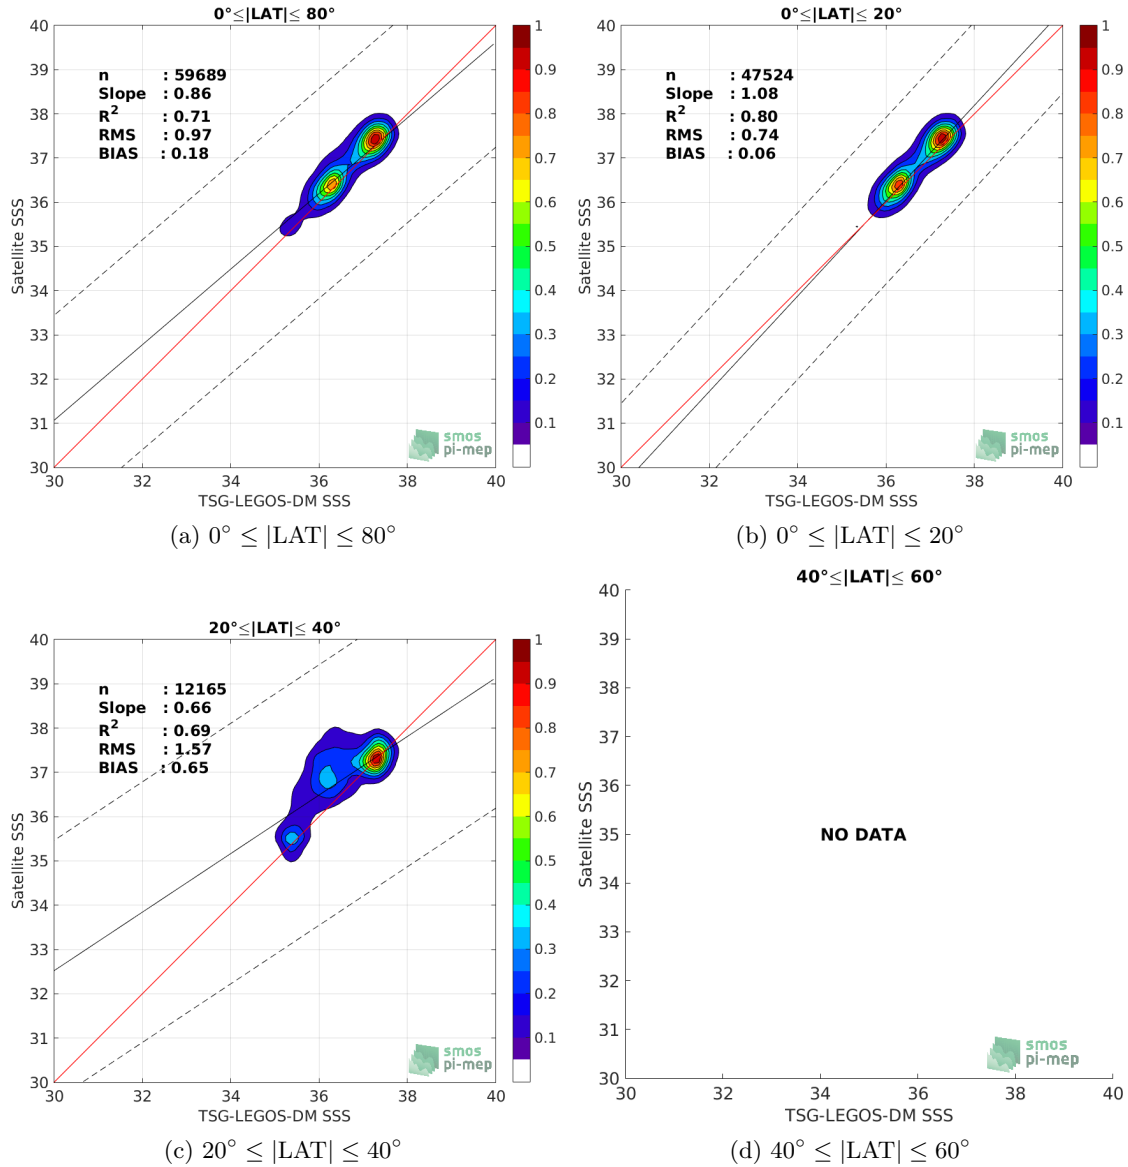 0°≤|LAT|≤ 80°
40
39
38
37
36
35
34
33
32
31
30
Satellite SSS
n : 59689
Slope : 0.86
R² : 0.71
RMS : 0.97
BIAS : 0.18
30 32 34 36 38 40
TSG-LEGOS-DM SSS
1
0.9
0.8
0.7
0.6
0.5
0.4
0.3
0.2
0.1
smos
pi-mep
(a) 0° ≤ |LAT| ≤ 80°
0°≤|LAT|≤ 20°
40
39
38
37
36
35
34
33
32
31
30
Satellite SSS
n : 47524
Slope : 1.08
R² : 0.80
RMS : 0.74
BIAS : 0.06
30 32 34 36 38 40
TSG-LEGOS-DM SSS
1
0.9
0.8
0.7
0.6
0.5
0.4
0.3
0.2
0.1
smos
pi-mep
(b) 0° ≤ |LAT| ≤ 20°
20°≤|LAT|≤ 40°
40
39
38
37
36
35
34
33
32
31
30
Satellite SSS
n : 12165
Slope : 0.66
R² : 0.69
RMS : 1.57
BIAS : 0.65
30 32 34 36 38 40
TSG-LEGOS-DM SSS
1
0.9
0.8
0.7
0.6
0.5
0.4
0.3
0.2
0.1
smos
pi-mep
(c) 20° ≤ |LAT| ≤ 40°
40°≤|LAT|≤ 60°
40
39
38
37
36
35
34
33
32
31
30
Satellite SSS
NO DATA
30 32 34 36 38 40
TSG-LEGOS-DM SSS
smos
pi-mep
(d) 40° ≤ |LAT| ≤ 60°